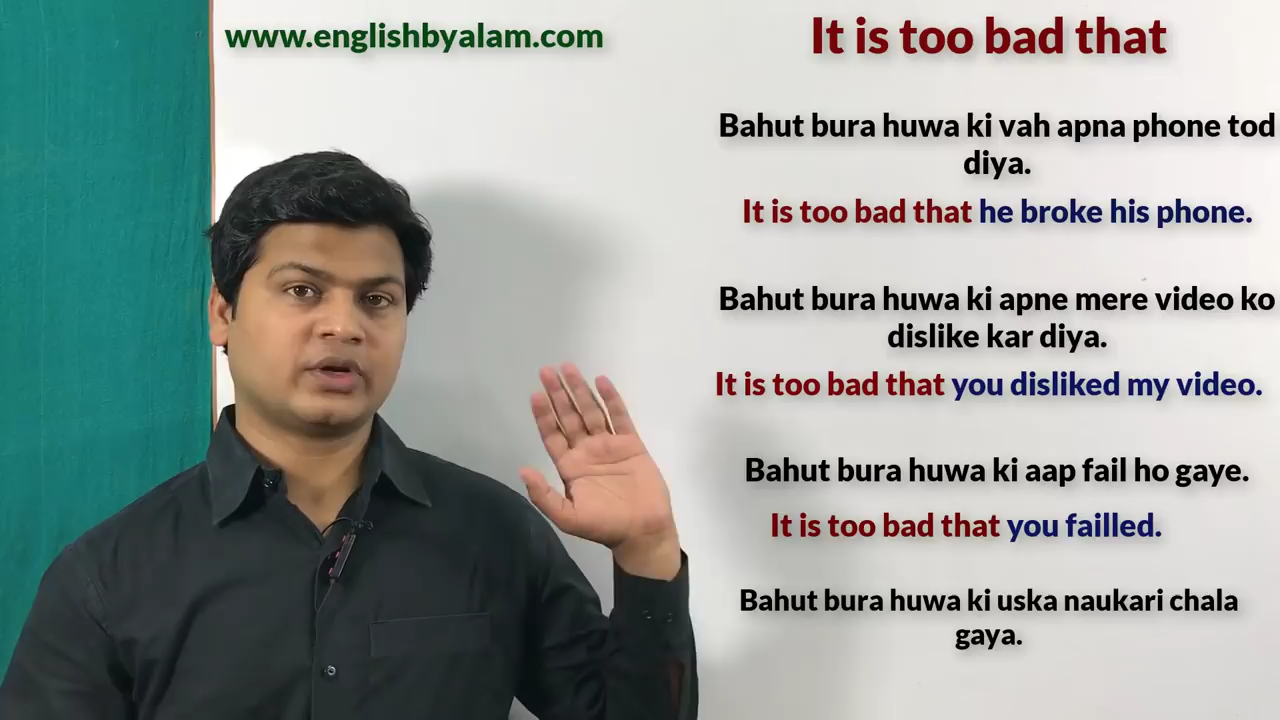 www.englishbyalam.com
It is too bad that
Bahut bura huwa ki vah apna phone tod
diya.
It is too bad that he broke his phone.
Bahut bura huwa ki apne mere video ko
dislike kar diya.
It is too bad that you disliked my video.
Bahut bura huwa ki aap fail ho gaye.
It is too bad that you failled.
Bahut bura huwa ki uska naukari chala
gaya.